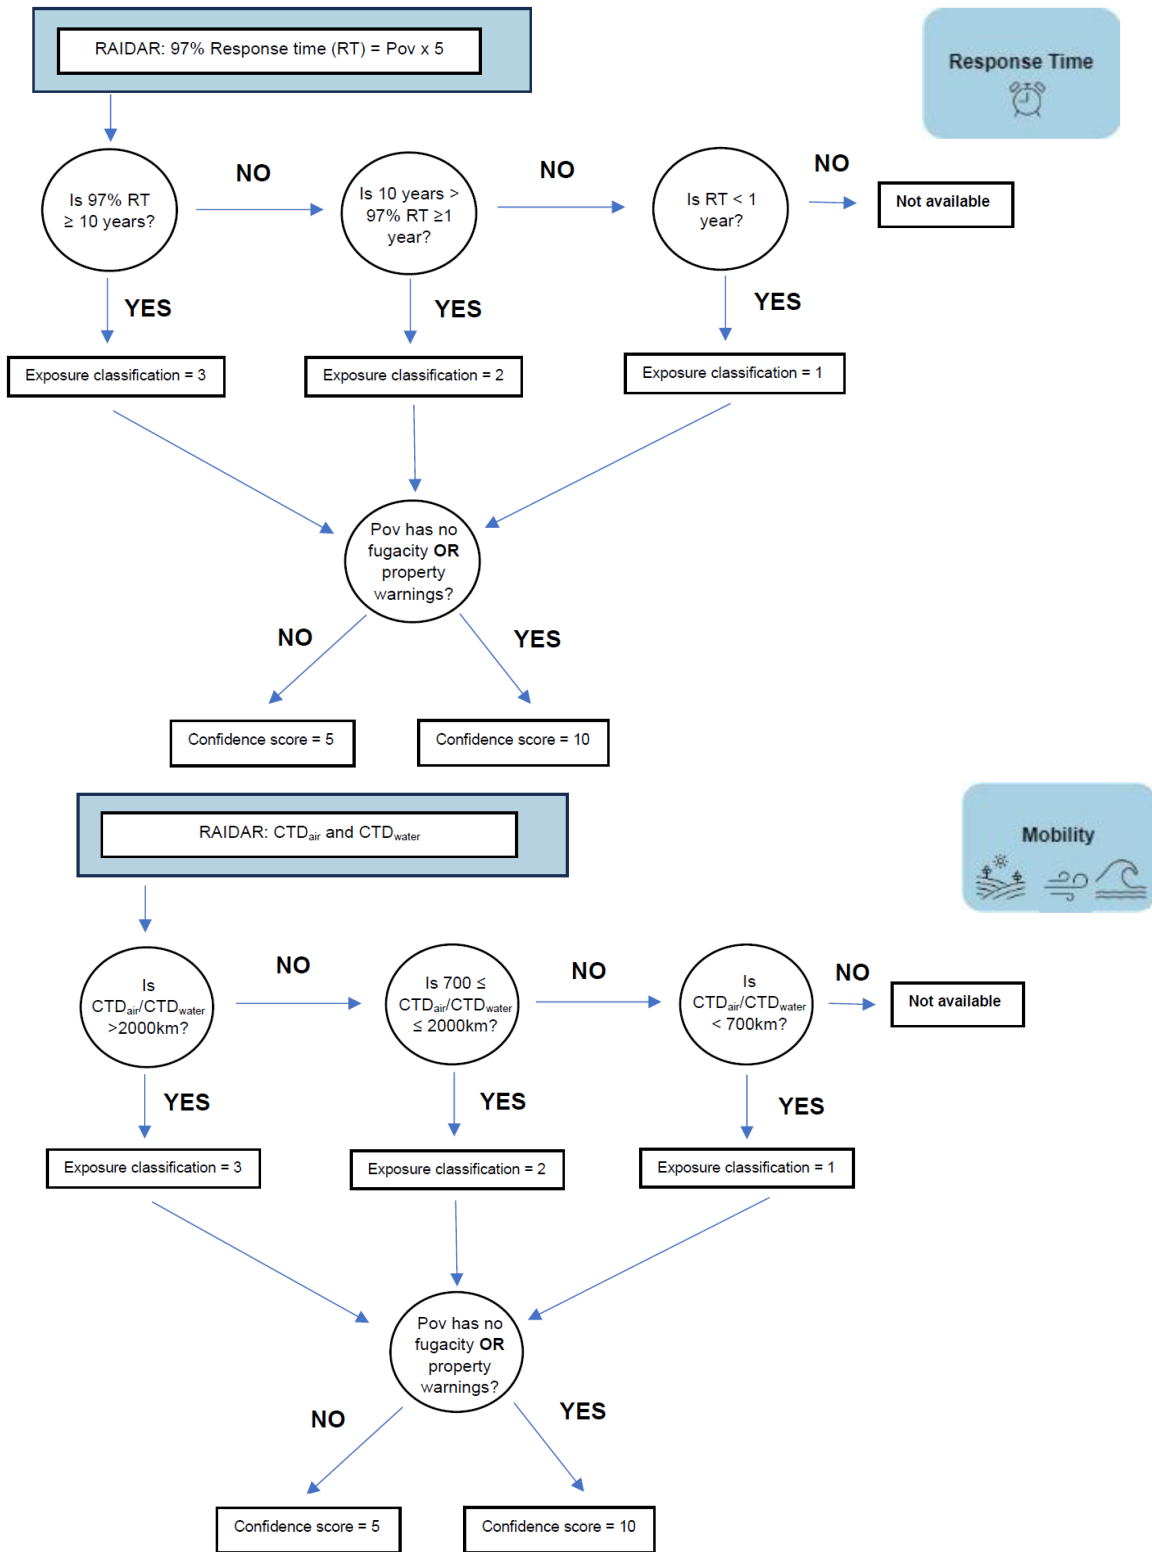 RAIDAR: 97% Response time (RT) = Pov x 5
Response Time
Is 97% RT
≥ 10 years?
NO
Is 10 years >
97% RT ≥1
year?
NO
Is RT < 1
year?
NO
Not available
YES
YES
YES
Exposure classification = 3
Exposure classification = 2
Exposure classification = 1
Pov has no
fugacity OR
property
warnings?
NO
YES
Confidence score = 5
Confidence score = 10
RAIDAR: CTDair and CTDwater
Mobility
Is
CTDair/CTDwater
>2000km?
NO
Is 700 ≤
CTDair/CTDwater
≤ 2000km?
NO
Is
CTDair/CTDwater
< 700km?
NO
Not available
YES
YES
YES
Exposure classification = 3
Exposure classification = 2
Exposure classification = 1
Pov has no
fugacity OR
property
warnings?
NO
YES
Confidence score = 5
Confidence score = 10